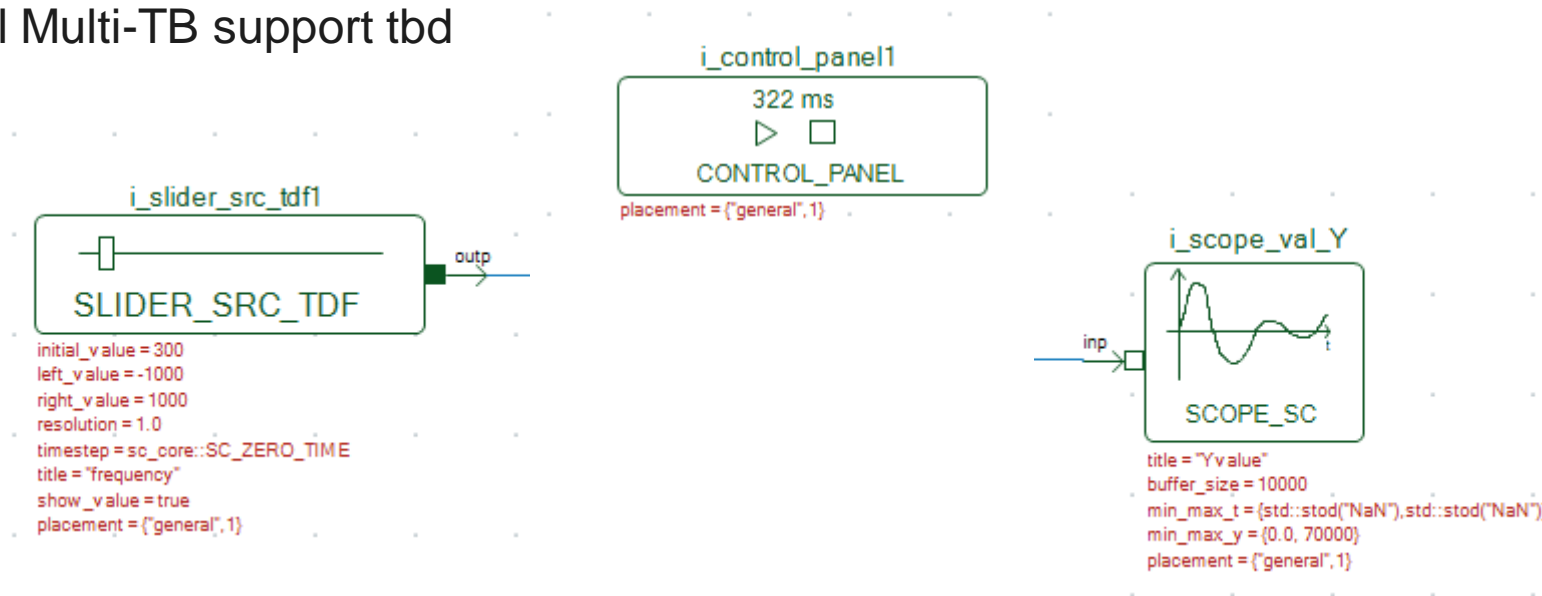 l Multi-TB support tbd
i_control_panel1
322 ms
CONTROL_PANEL
placement = {"general",1}
i_slider_src_tdf1
outp
SLIDER_SRC_TDF
initial_value = 300
left_value = -1000
right_value = 1000
resolution = 1.0
timestep = sc_core::SC_ZERO_TIME
title = "frequency"
show_value = true
placement = {"general",1}
i_scope_val_Y
inp
t
SCOPE_SC
title = "Yvalue"
buffer_size = 10000
min_max_t = {std::stod("NaN"),std::stod("NaN")
min_max_y = {0.0, 70000}
placement = {"general",1}